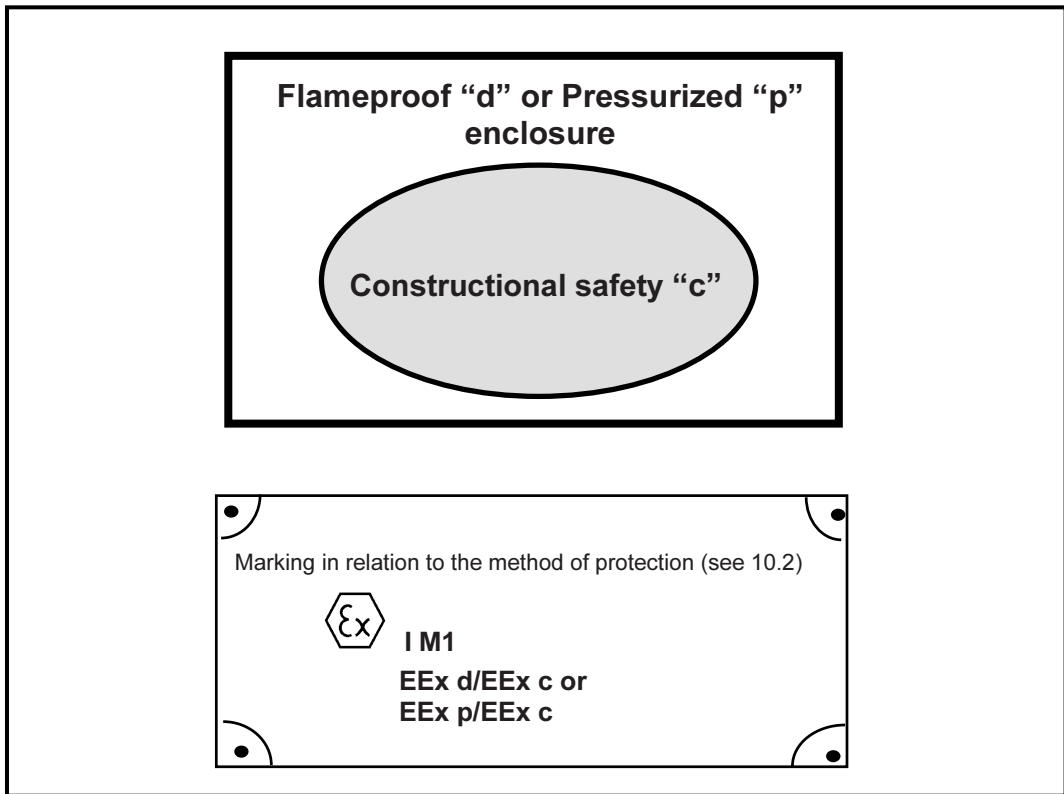 Flameproof “d” or Pressurized “p”
enclosure
Constructional safety “c”
Marking in relation to the method of protection (see 10.2)
Ex
I M1
EEx d/EEx c or
EEx p/EEx c